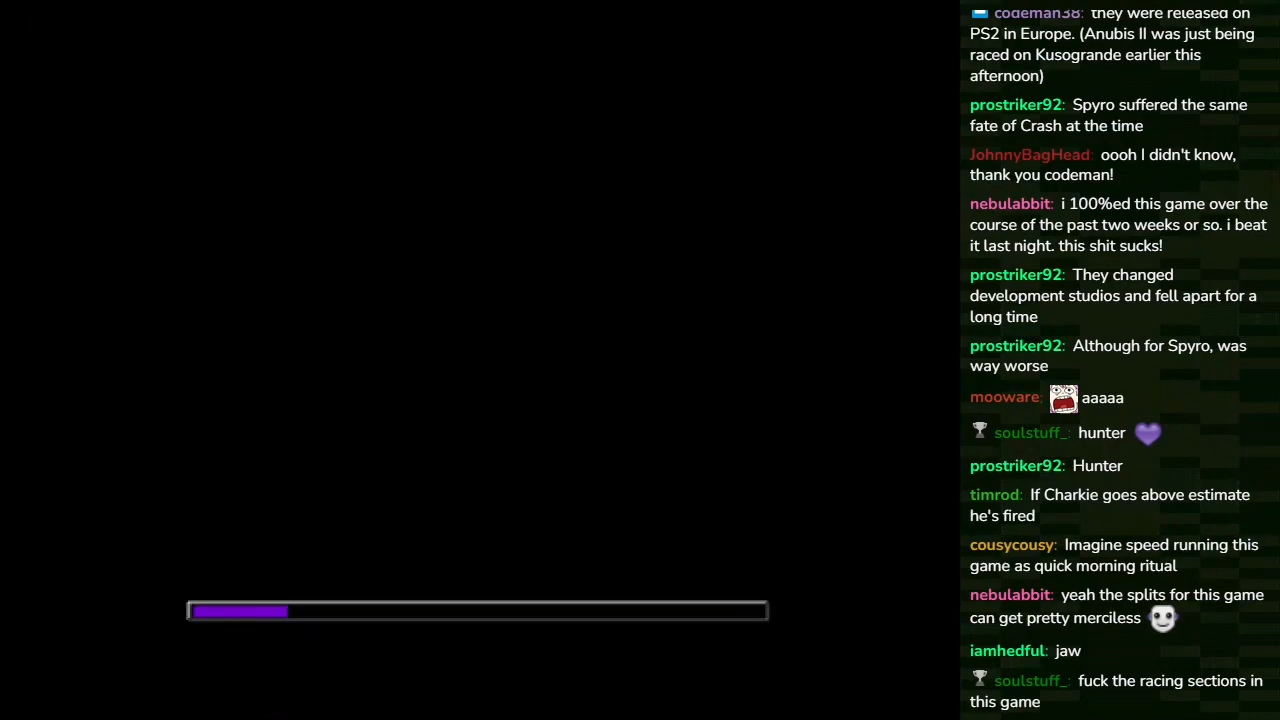 codeman38: they were released on
PS2 in Europe. (Anubis II was just being
raced on Kusogrande earlier this
afternoon)
prostriker92: Spyro suffered the same
fate of Crash at the time
JohnnyBagHead: oooh I didn't know,
thank you codeman!
nebulabbit: i 100%ed this game over the
course of the past two weeks or so. i beat
it last night. this shit sucks!
prostriker92: They changed
development studios and fell apart for a
long time
prostriker92: Although for Spyro, was
way worse
mooware: aaaaa
soulstuff_: hunter
prostriker92: Hunter
timrod: If Charkie goes above estimate
he's fired
cousycousy: Imagine speed running this
game as quick morning ritual
nebulabbit: yeah the splits for this game
can get pretty merciless
iamhedful: jaw
soulstuff_: fuck the racing sections in
this game